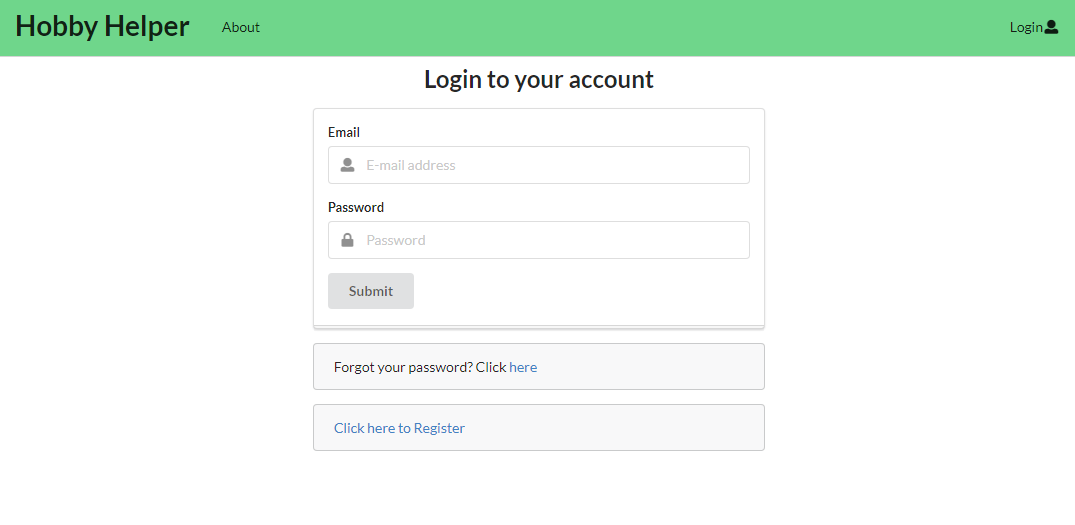 Hobby Helper About Login
Login to your account
Email
E-mail address
Password
Password
Submit
Forgot your password? Click here
Click here to Register